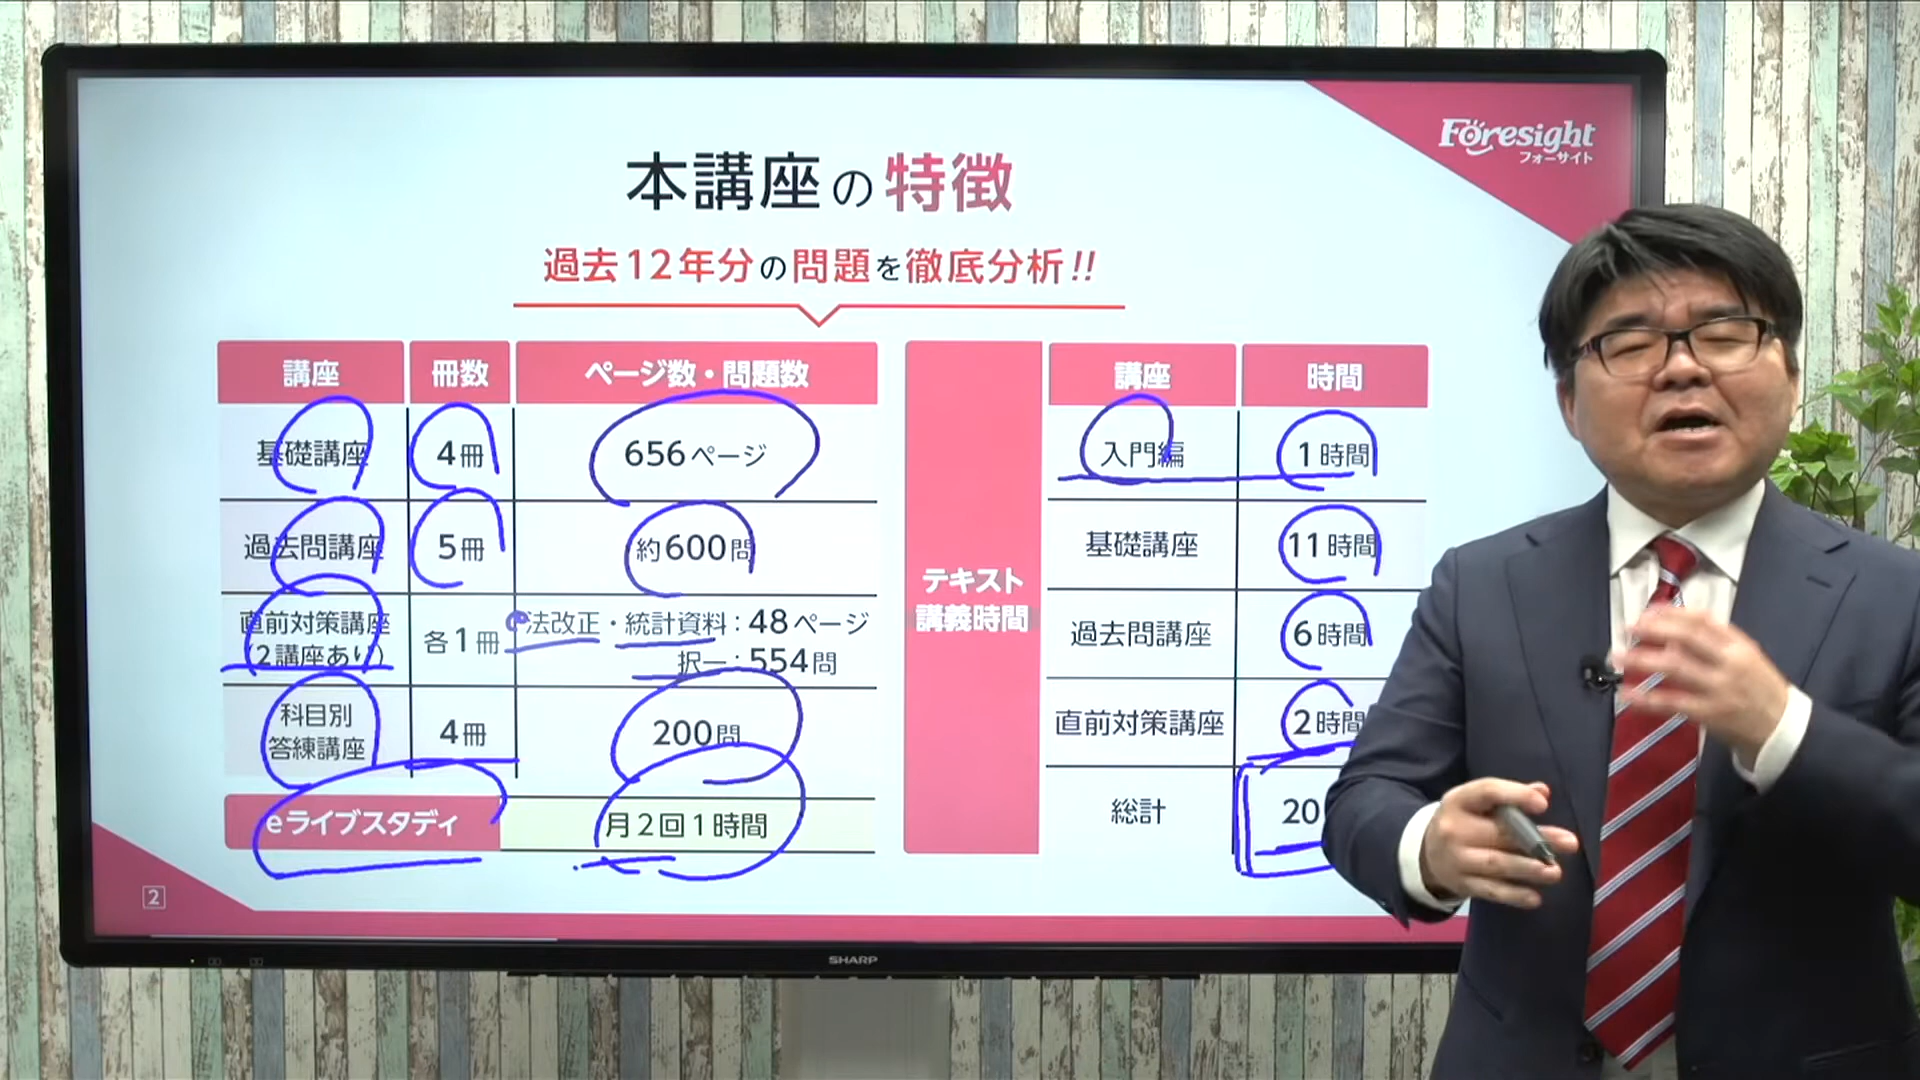 Foresight
フォーサイト
本講座の特徴
過去12年分の問題を徹底分析!!
講座 冊数 ページ数・問題数
基礎講座 4冊 656ページ
過去問講座 5冊 約600問
直前対策講座
(2講座あり)
各1冊
法改正・統計資料：48ページ
択一：554問
科目別
答練講座
4冊 200問
eライブスタディ 月2回1時間
テキスト
講義時間
講座 時間
入門編 1時間
基礎講座 11時間
過去問講座 6時間
直前対策講座 2時間
総計 20
2
SHARP